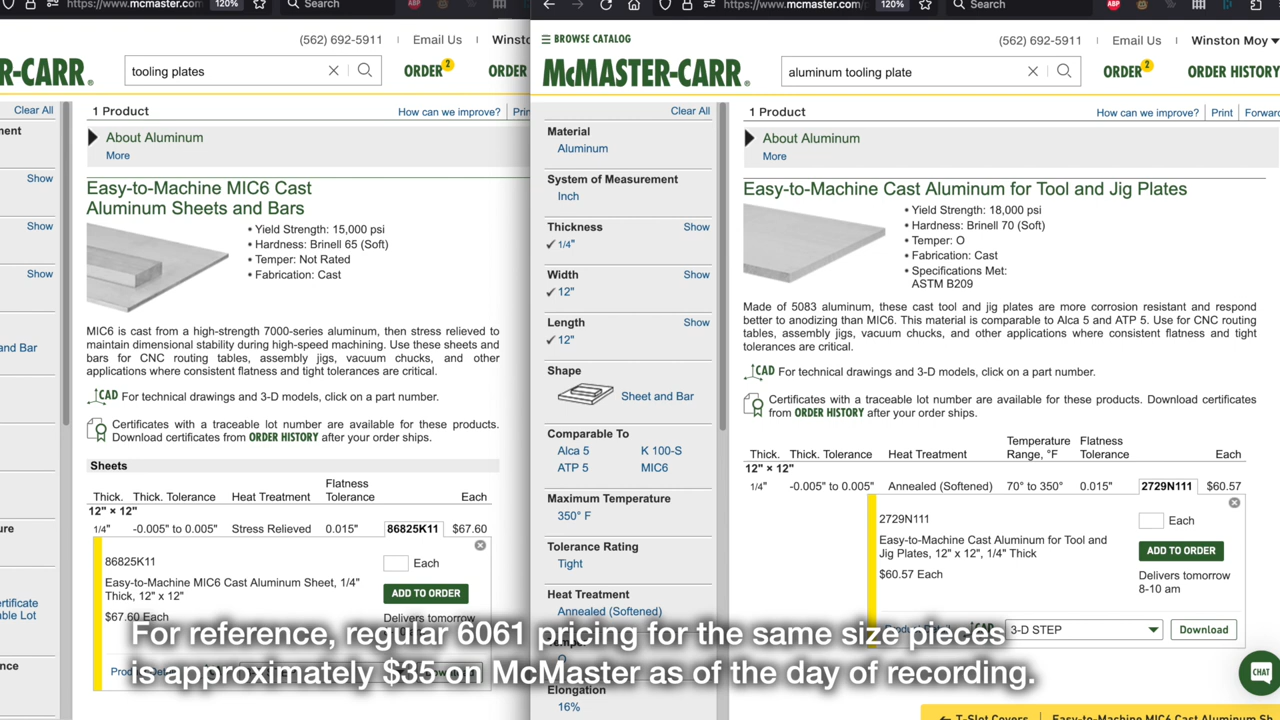 https://www.mcmaster.com
120%
Search
(562) 692-5911
Email Us
R-CARR®
tooling plates
ORDER
2
ORDER
Clear All
ment
Show
Show
Show
and Bar
ure
ertificate
ble Lot
nce
1 Product
How can we improve?
About Aluminum
More
Easy-to-Machine MIC6 Cast
Aluminum Sheets and Bars
• Yield Strength: 15,000 psi
• Hardness: Brinell 65 (Soft)
• Temper: Not Rated
• Fabrication: Cast
MIC6 is cast from a high-strength 7000-series aluminum, then stress relieved to
maintain dimensional stability during high-speed machining. Use these sheets and
bars for CNC routing tables, assembly jigs, vacuum chucks, and other
applications where consistent flatness and tight tolerances are critical.
CAD For technical drawings and 3-D models, click on a part number.
Certificates with a traceable lot number are available for these products.
Download certificates from ORDER HISTORY after your order ships.
Sheets
Thick. Thick. Tolerance Heat Treatment Flatness Tolerance Each
12" × 12"
1/4" -0.005" to 0.005" Stress Relieved 0.015" 86825K11 $67.60
86825K11
Each
Easy-to-Machine MIC6 Cast Aluminum Sheet, 1/4"
Thick, 12" x 12"
ADD TO ORDER
$67.60 Each
Delivers tomorrow
https://www.mcmaster.com/
120%
Search
ABP
BROWSE CATALOG
(562) 692-5911
Email Us
Winston Moy
McMASTER-CARR®
aluminum tooling plate
ORDER
2
ORDER HISTORY
Clear All
Material
Aluminum
System of Measurement
Inch
Thickness Show
1/4"
Width Show
12"
Length Show
12"
Shape
Sheet and Bar
Comparable To
Alca 5 K 100-S
ATP 5 MIC6
Maximum Temperature
350° F
Tolerance Rating
Tight
Heat Treatment
Annealed (Softened)
Elongation
16%
1 Product
How can we improve? Print Forward
About Aluminum
More
Easy-to-Machine Cast Aluminum for Tool and Jig Plates
• Yield Strength: 18,000 psi
• Hardness: Brinell 70 (Soft)
• Temper: O
• Fabrication: Cast
• Specifications Met:
ASTM B209
Made of 5083 aluminum, these cast tool and jig plates are more corrosion resistant and respond
better to anodizing than MIC6. This material is comparable to Alca 5 and ATP 5. Use for CNC routing
tables, assembly jigs, vacuum chucks, and other applications where consistent flatness and tight
tolerances are critical.
CAD For technical drawings and 3-D models, click on a part number.
Certificates with a traceable lot number are available for these products. Download certificates
from ORDER HISTORY after your order ships.
Thick. Thick. Tolerance Heat Treatment Temperature Range, °F Flatness Tolerance Each
12" × 12"
1/4" -0.005" to 0.005" Annealed (Softened) 70° to 350° 0.015" 2729N111 $60.57
2729N111
Each
Easy-to-Machine Cast Aluminum for Tool and
Jig Plates, 12" x 12", 1/4" Thick
ADD TO ORDER
$60.57 Each
Delivers tomorrow
8-10 am
3-D STEP
Download
CHAT
For reference, regular 6061 pricing for the same size pieces
is approximately $35 on McMaster as of the day of recording.